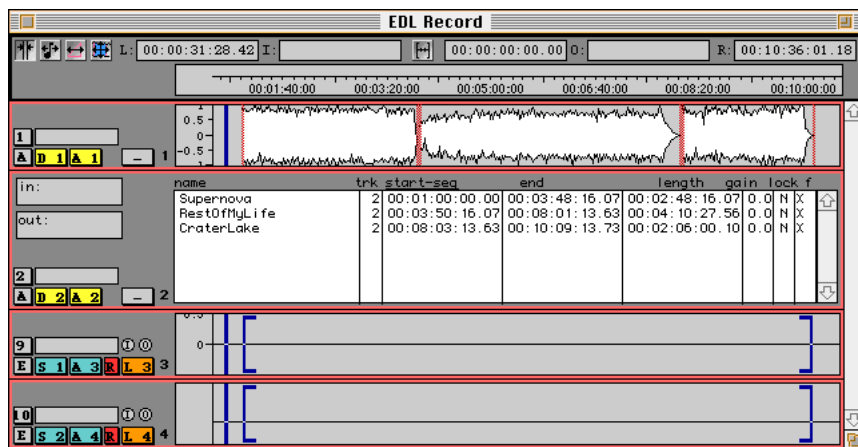 EDL Record
L: 00:00:31:28.42 I: 00:00:00:00.00 O: R: 00:10:36:01.18
00:01:40:00 00:03:20:00 00:05:00:00 00:06:40:00 00:08:20:00 00:10:00:00
1
0.5
0
-0.5
1
A D 1 A 1 — 1
in:
out:
name trk start-seq end length gain lock f
Supernova 2 00:01:00:00.00 00:03:48:16.07 00:02:48:16.07 0.0 N X
RestOfMyLife 2 00:03:50:16.07 00:08:01:13.63 00:04:10:27.56 0.0 N X
CraterLake 2 00:08:03:13.63 00:10:09:13.73 00:02:06:00.10 0.0 N X
2
A D 2 A 2 — 2
0.5
9 I O 0
E S 1 A 3 R L 3 3
10 I O
E S 2 A 4 R L 4 4